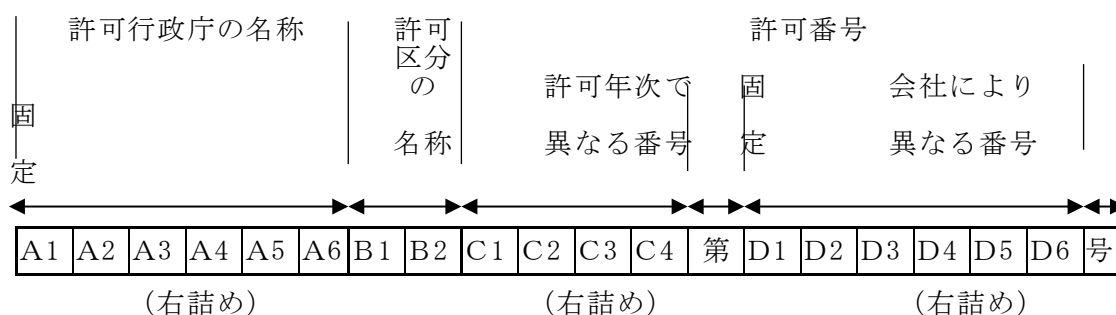 許可行政庁の名称 許可 許可番号
区分
の 許可年次で 固 会社により
固
名称 異なる番号 定 異なる番号
定
A1 A2 A3 A4 A5 A6 B1 B2 C1 C2 C3 C4 第 D1 D2 D3 D4 D5 D6 号
(右詰め) (右詰め) (右詰め)